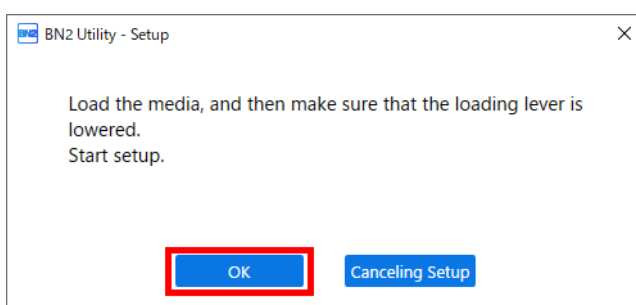 BN2 BN2 Utility - Setup
Load the media, and then make sure that the loading lever is
lowered.
Start setup.
OK Canceling Setup